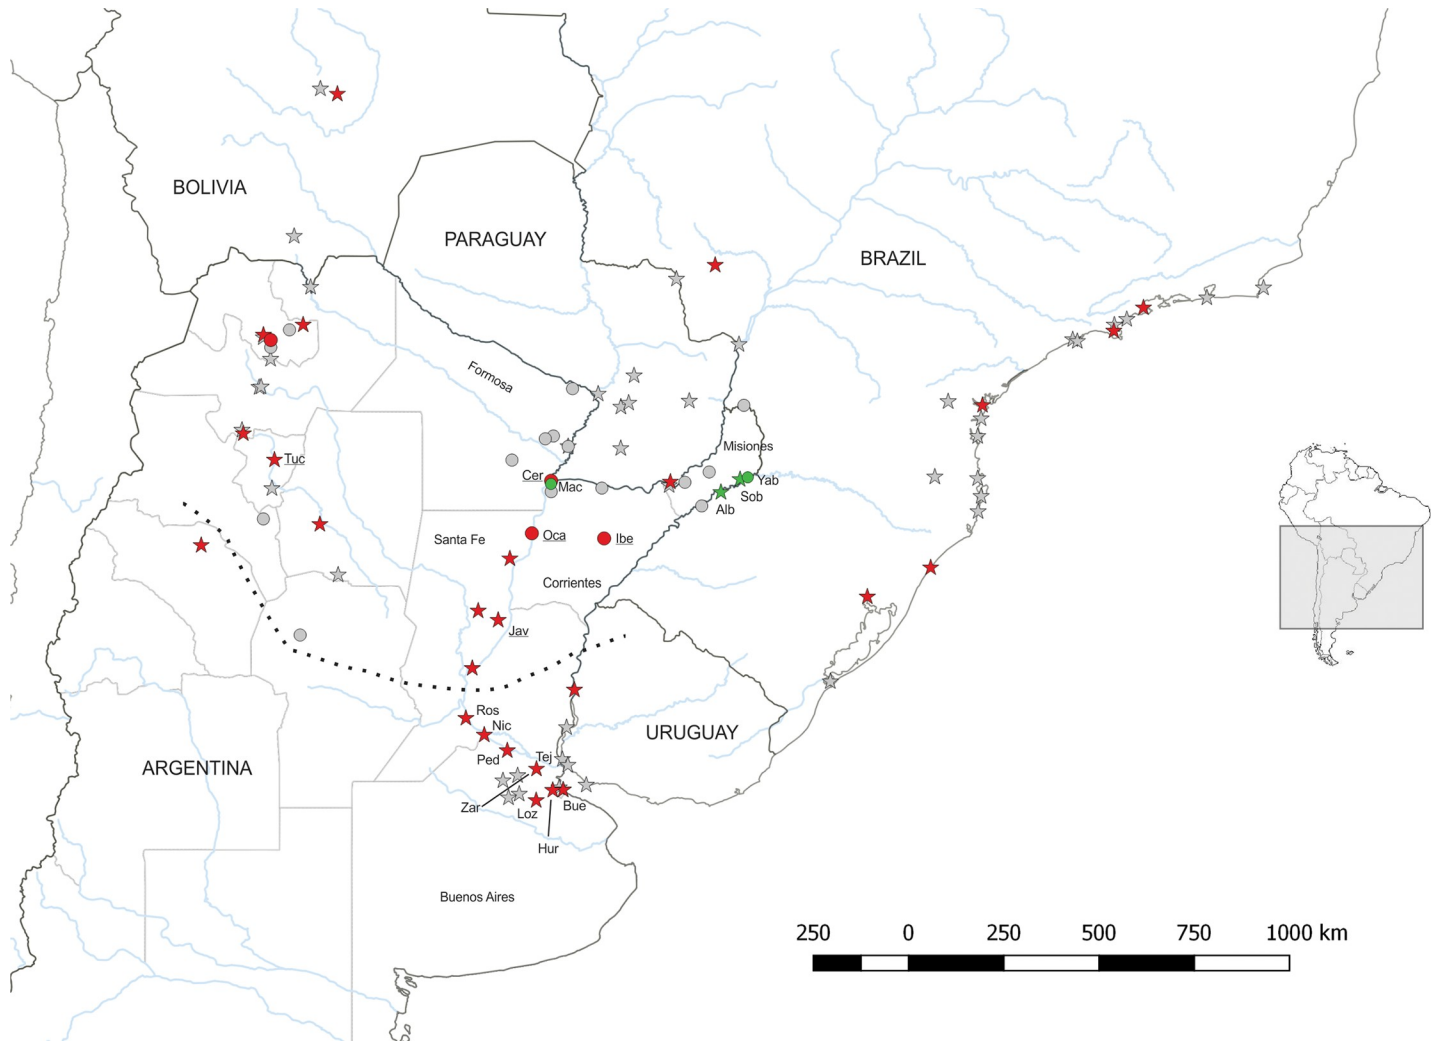 BOLIVIA
PARAGUAY
BRAZIL
Formosa
Misiones
Tuc
Cer
Mac
Yab
Sob
Alb
Santa Fe
Oca
Ibe
Corrientes
Jav
Ros
Nic
URUGUAY
Ped
Tej
ARGENTINA
Zar
Loz
Bue
Hur
Buenos Aires
250 0 250 500 750 1000 km